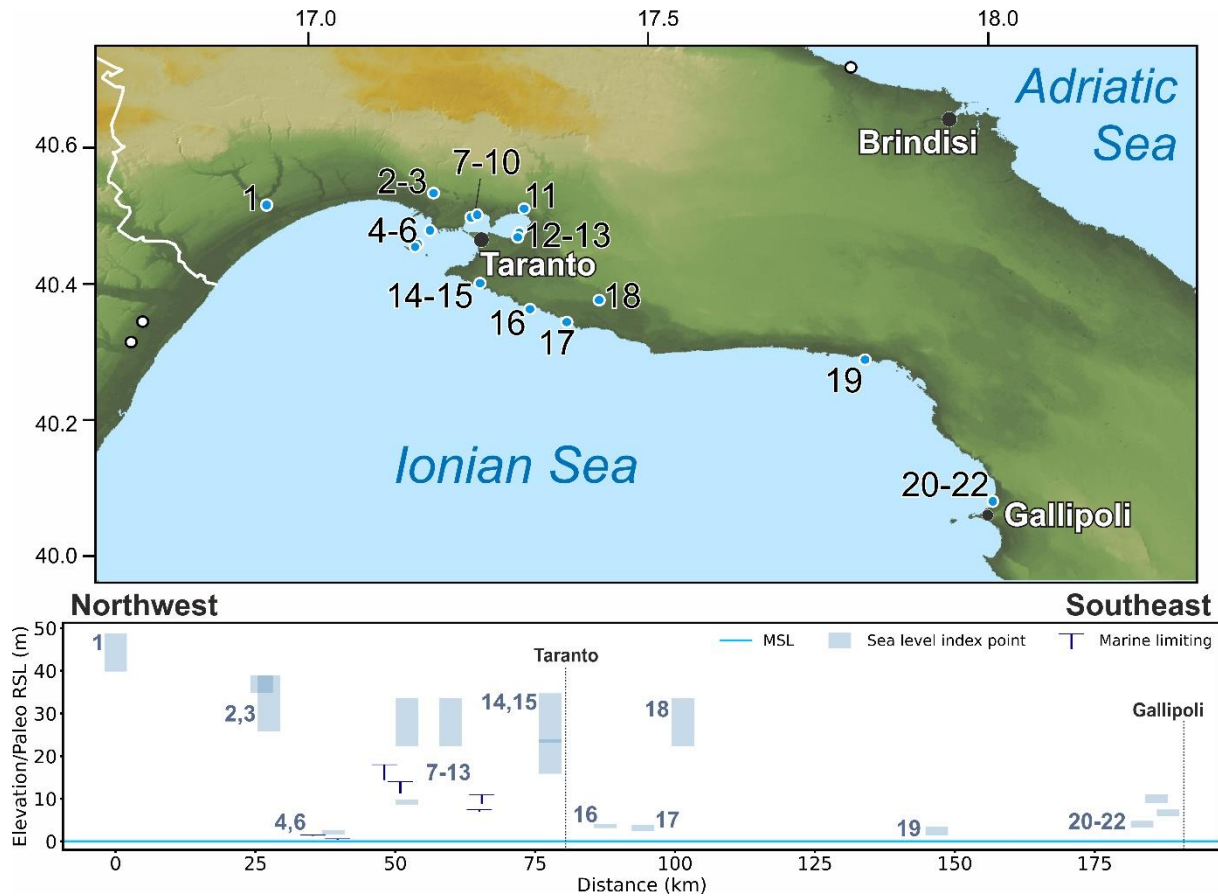 17.0 17.5 18.0
Adriatic
Sea
40.6
Brindisi
7-10
2-3
11
1
4-6
12-13
Taranto
40.4
14-15
18
16
17
19
40.2
Ionian Sea
20-22
Gallipoli
40.0
Northwest Southeast
50
1
MSL Sea level index point Marine limiting
Taranto
40
14,15
18
Gallipoli
30
2,3
20
7-13
10
16
17
4,6
19
20-22
0
Elevation/Paleo RSL (m)
0 25 50 75 100 125 150 175
Distance (km)